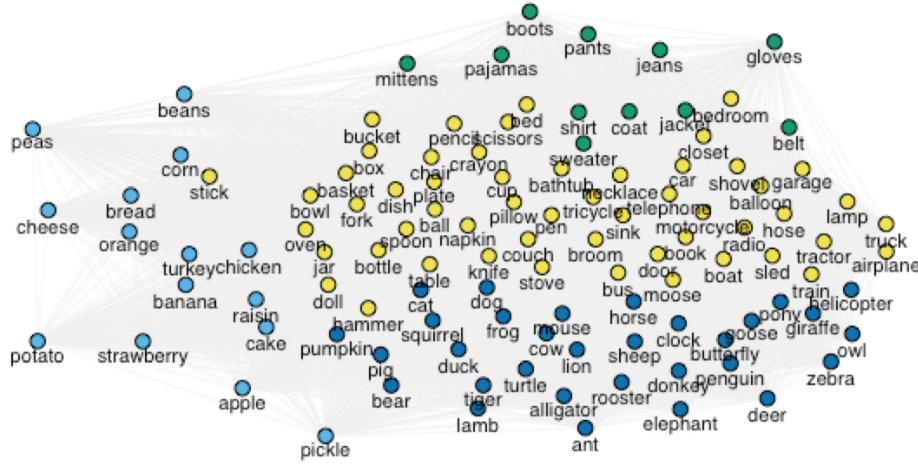 boots
pants
gloves
jeans
pajamas
mittens
beans
peas
bedroom
bucket
pencil
scissors
bed
shirt
coat
jacket
belt
corn
stick
box
crayon
sweater
closet
chair
basket
plate
cup
bathtub
necklace
car
shovel
garage
cheese
bread
orange
bowl
fork
dish
ball
pillow
tricycle
telephone
balloon
lamp
oven
spoon
napkin
pen
sink
motorcycle
radio
hose
truck
turkey
chicken
jar
bottle
knife
couch
broom
door
book
boat
sled
tractor
airplane
banana
raisin
doll
table
cat
dog
stove
bus
moose
train
helicopter
cake
hammer
squirrel
frog
mouse
horse
pony
goose
giraffe
potato
strawberry
pumpkin
pig
duck
cow
lion
sheep
clock
butterfly
penguin
owl
zebra
apple
bear
tiger
turtle
lamb
alligator
rooster
donkey
elephant
deer
pickle
ant